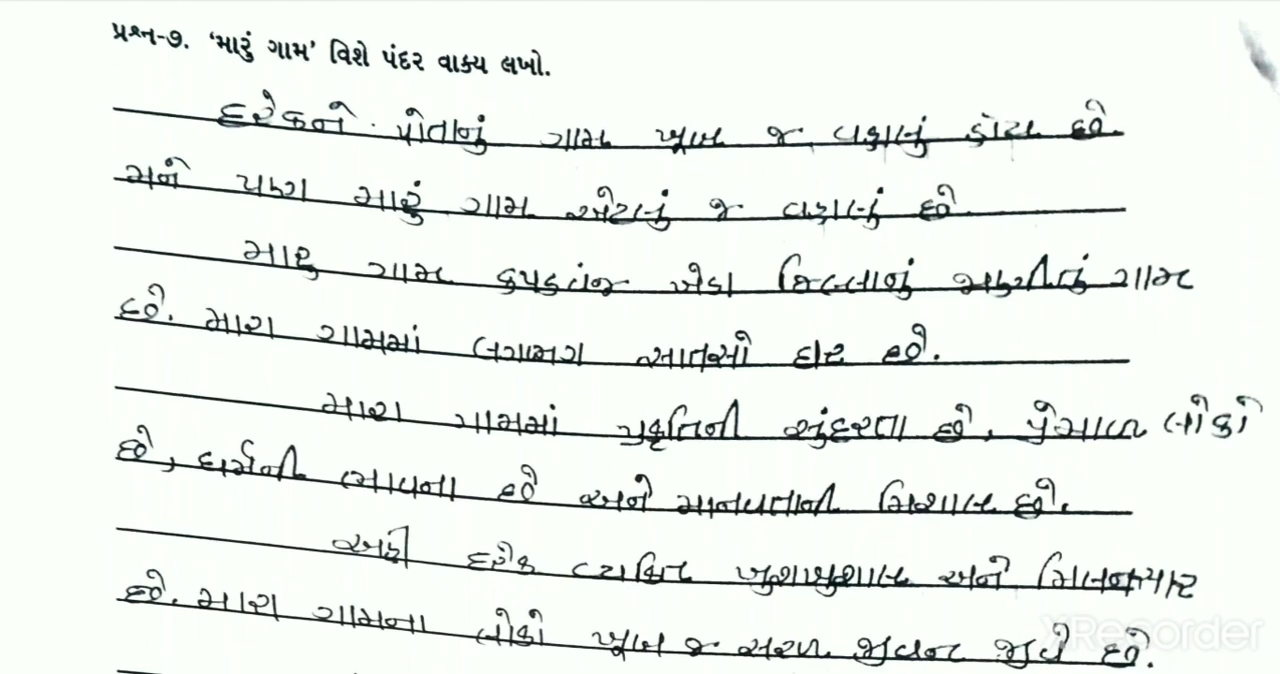 પ્રશ્ન-૭. ‘મારું ગામ’ વિશે પંદર વાક્ય લખો.
દરેકને પોતાનું ગામ ખૂબ જ વહાલું હોય છે.
મને પણ મારું ગામ એટલું જ વહાલું છે.
મારુ ગામ કપડવંજ ખેડા જિલ્લાનું જાણીતું ગામ
છે. મારા ગામમાં લગભગ સાતસો ઘર છે.
મારા ગામમાં પ્રકૃતિની સુંદરતા છે, પ્રેમાળ લોકો
છે, ધર્મની ભાવના છે અને માનવતાની મિશાલ છે.
અહીં દરેક વ્યક્તિ ખુશખુશાલ અને મિલનસાર
છે. મારા ગામના લોકો ખૂબ જ સરળ જીવન જીવે છે.
XRecorder